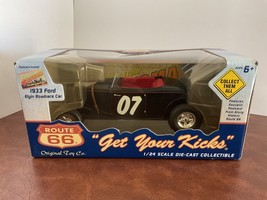 1933 Ford
Elgin Roadrace Car
COLLECT
THEM
ALL
AGES 6+
07
ROUTE
66
Original Toy Co.
"Get Your Kicks."
1/24 SCALE DIE-CAST COLLECTIBLE